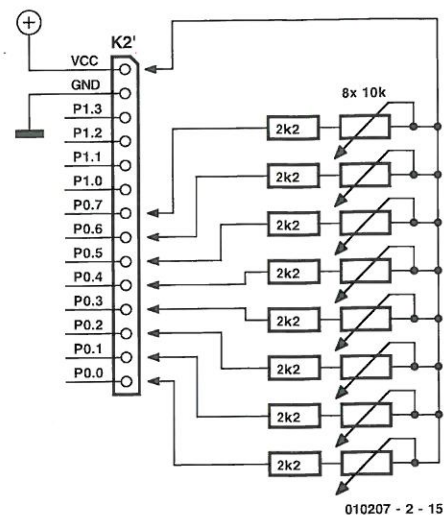 K2'
VCC
GND
P1.3
P1.2
P1.1
P1.0
P0.7
P0.6
P0.5
P0.4
P0.3
P0.2
P0.1
P0.0
8x 10k
2k2
2k2
2k2
2k2
2k2
2k2
2k2
2k2
010207 - 2 - 15